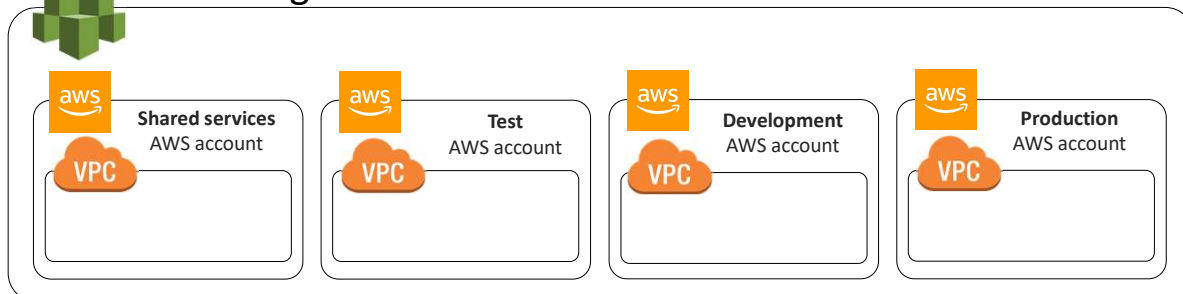 aws
Shared services
AWS account
VPC
aws
Test
AWS account
VPC
aws
Development
AWS account
VPC
aws
Production
AWS account
VPC